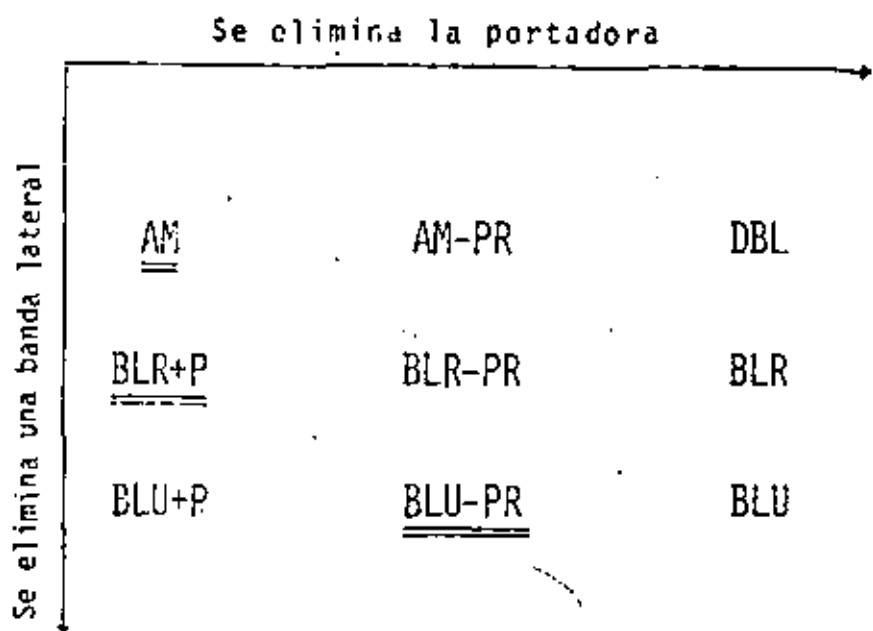 Se elimina la portadora
Se elimina una banda lateral
AM AM-PR DBL
BLR+P BLR-PR BLR
BLU+P BLU-PR BLU